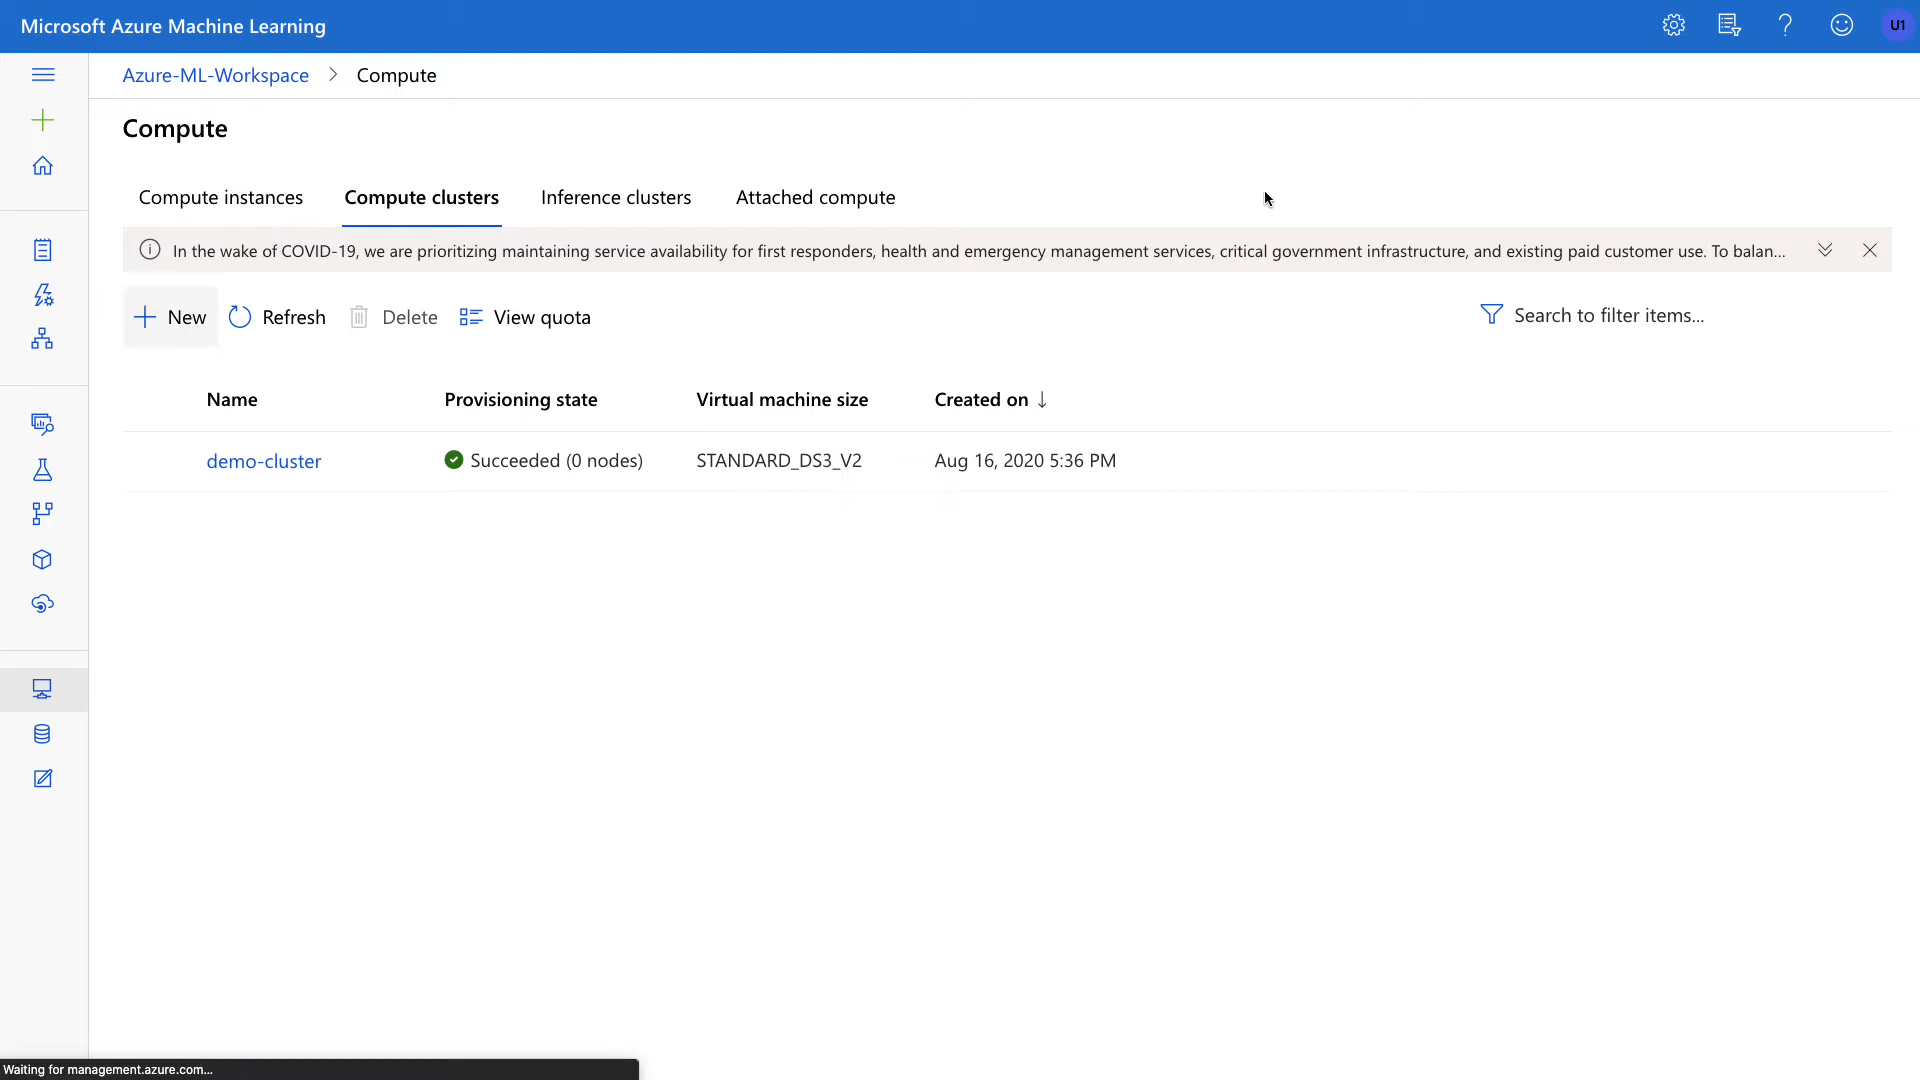 Microsoft Azure Machine Learning
U1
Azure-ML-Workspace > Compute
Compute
Compute instances Compute clusters Inference clusters Attached compute
In the wake of COVID-19, we are prioritizing maintaining service availability for first responders, health and emergency management services, critical government infrastructure, and existing paid customer use. To balan...
New Refresh Delete View quota Search to filter items...
Name Provisioning state Virtual machine size Created on ↓
demo-cluster Succeeded (0 nodes) STANDARD_DS3_V2 Aug 16, 2020 5:36 PM
Waiting for management.azure.com...